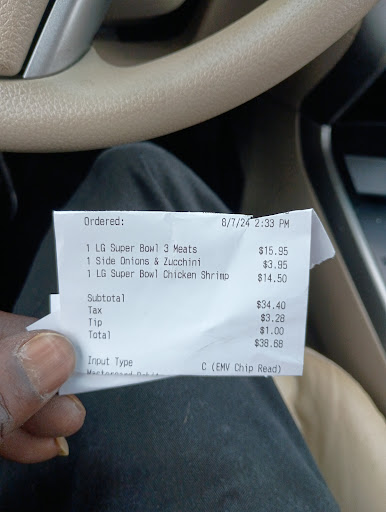 Ordered: 8/7/24 2:33 PM
1 LG Super Bowl 3 Meats $15.95
1 Side Onions & Zucchini $3.95
1 LG Super Bowl Chicken Shrimp $14.50
Subtotal $34.40
Tax $3.28
Tip $1.00
Total $38.68
Input Type C (EMV Chip Read)